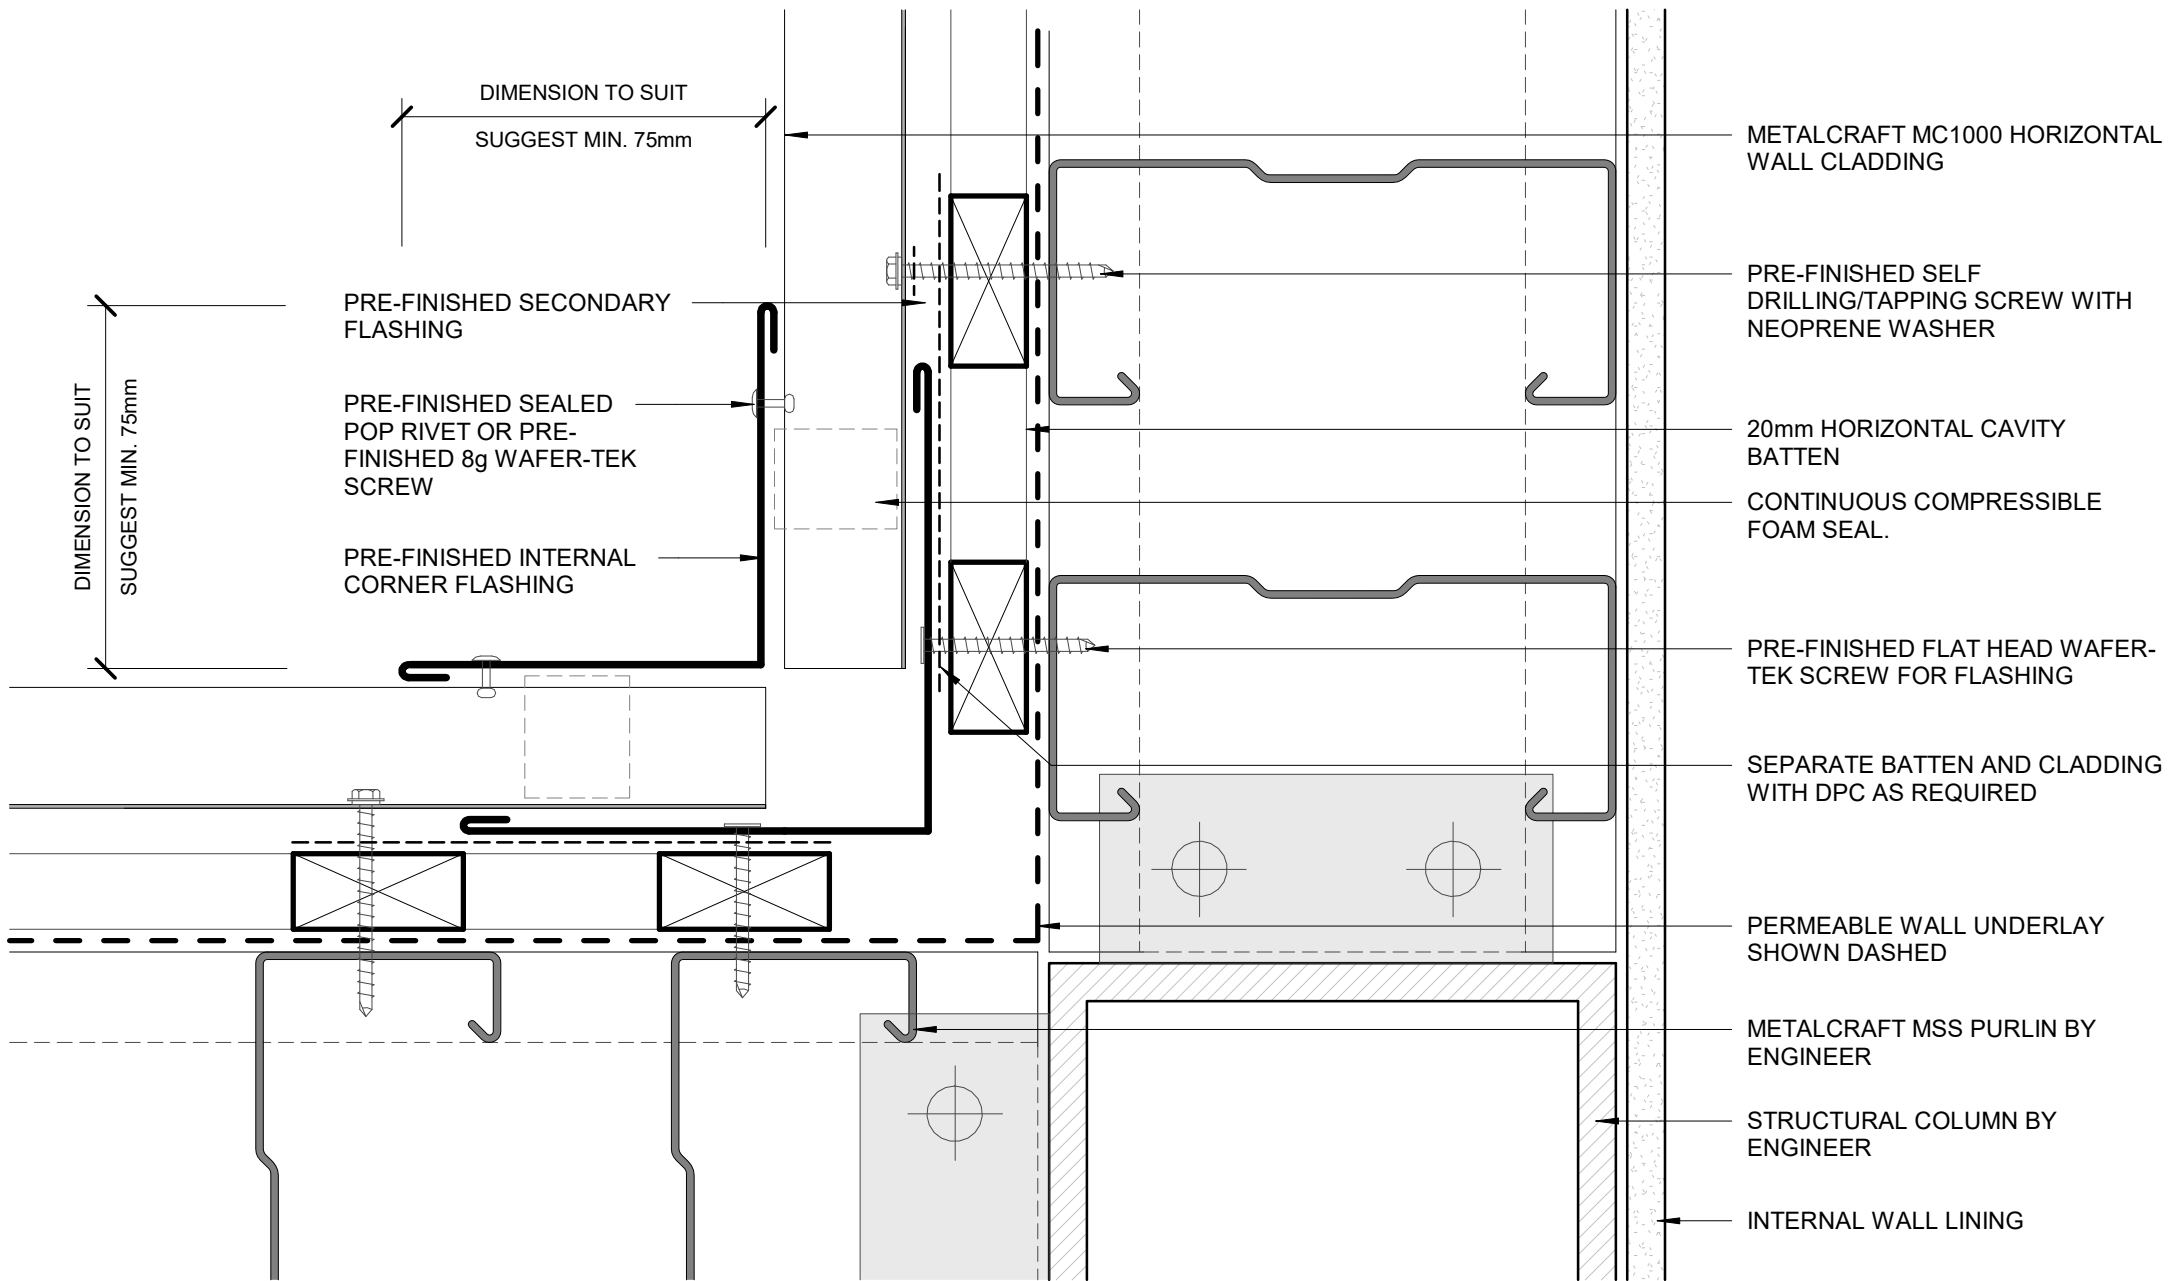 DIMENSION TO SUIT
SUGGEST MIN. 75mm
PRE-FINISHED SECONDARY
FLASHING
PRE-FINISHED SEALED
POP RIVET OR PRE-
FINISHED 8g WAFER-TEK
SCREW
PRE-FINISHED INTERNAL
CORNER FLASHING
DIMENSION TO SUIT
SUGGEST MIN. 75mm
METALCRAFT MC1000 HORIZONTAL
WALL CLADDING
PRE-FINISHED SELF
DRILLING/TAPPING SCREW WITH
NEOPRENE WASHER
20mm HORIZONTAL CAVITY
BATTEN
CONTINUOUS COMPRESSIBLE
FOAM SEAL.
PRE-FINISHED FLAT HEAD WAFER-
TEK SCREW FOR FLASHING
SEPARATE BATTEN AND CLADDING
WITH DPC AS REQUIRED
PERMEABLE WALL UNDERLAY
SHOWN DASHED
METALCRAFT MSS PURLIN BY
ENGINEER
STRUCTURAL COLUMN BY
ENGINEER
INTERNAL WALL LINING